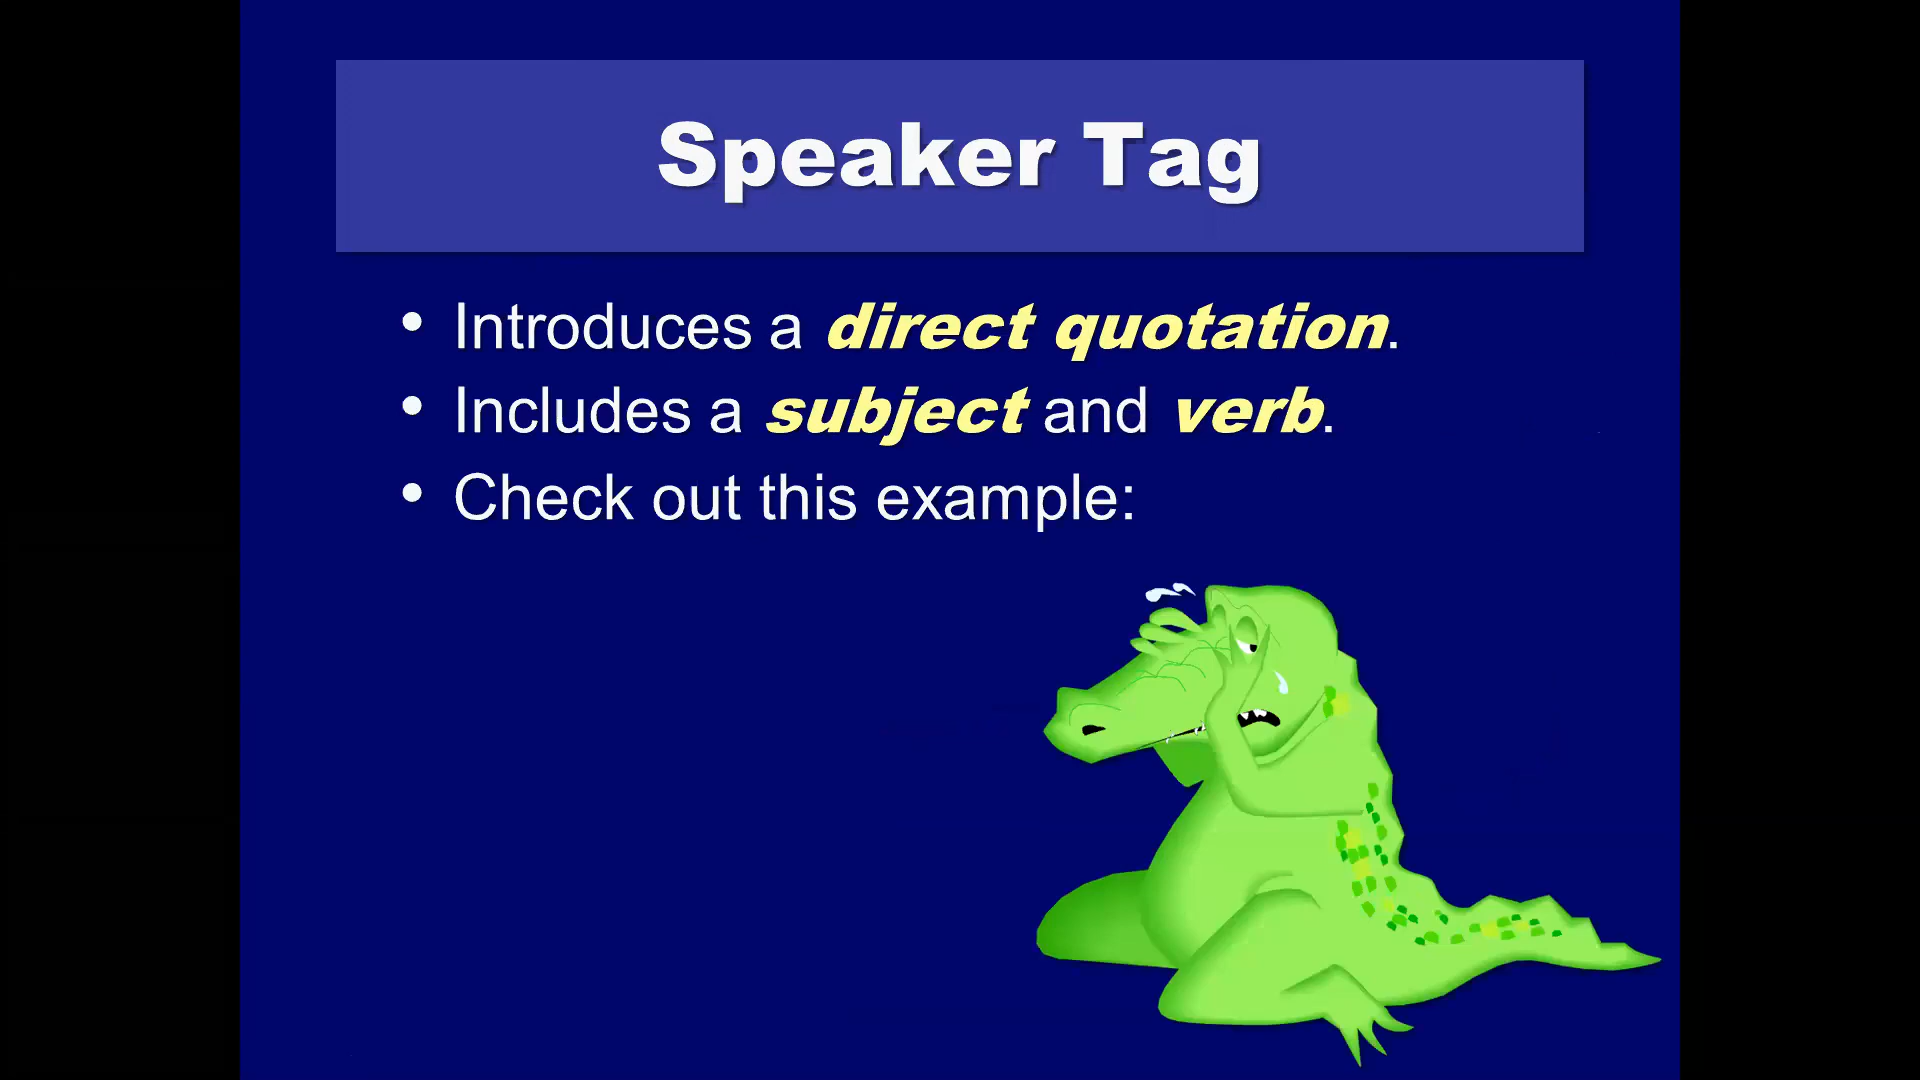 Speaker Tag
• Introduces a direct quotation.
• Includes a subject and verb.
• Check out this example: